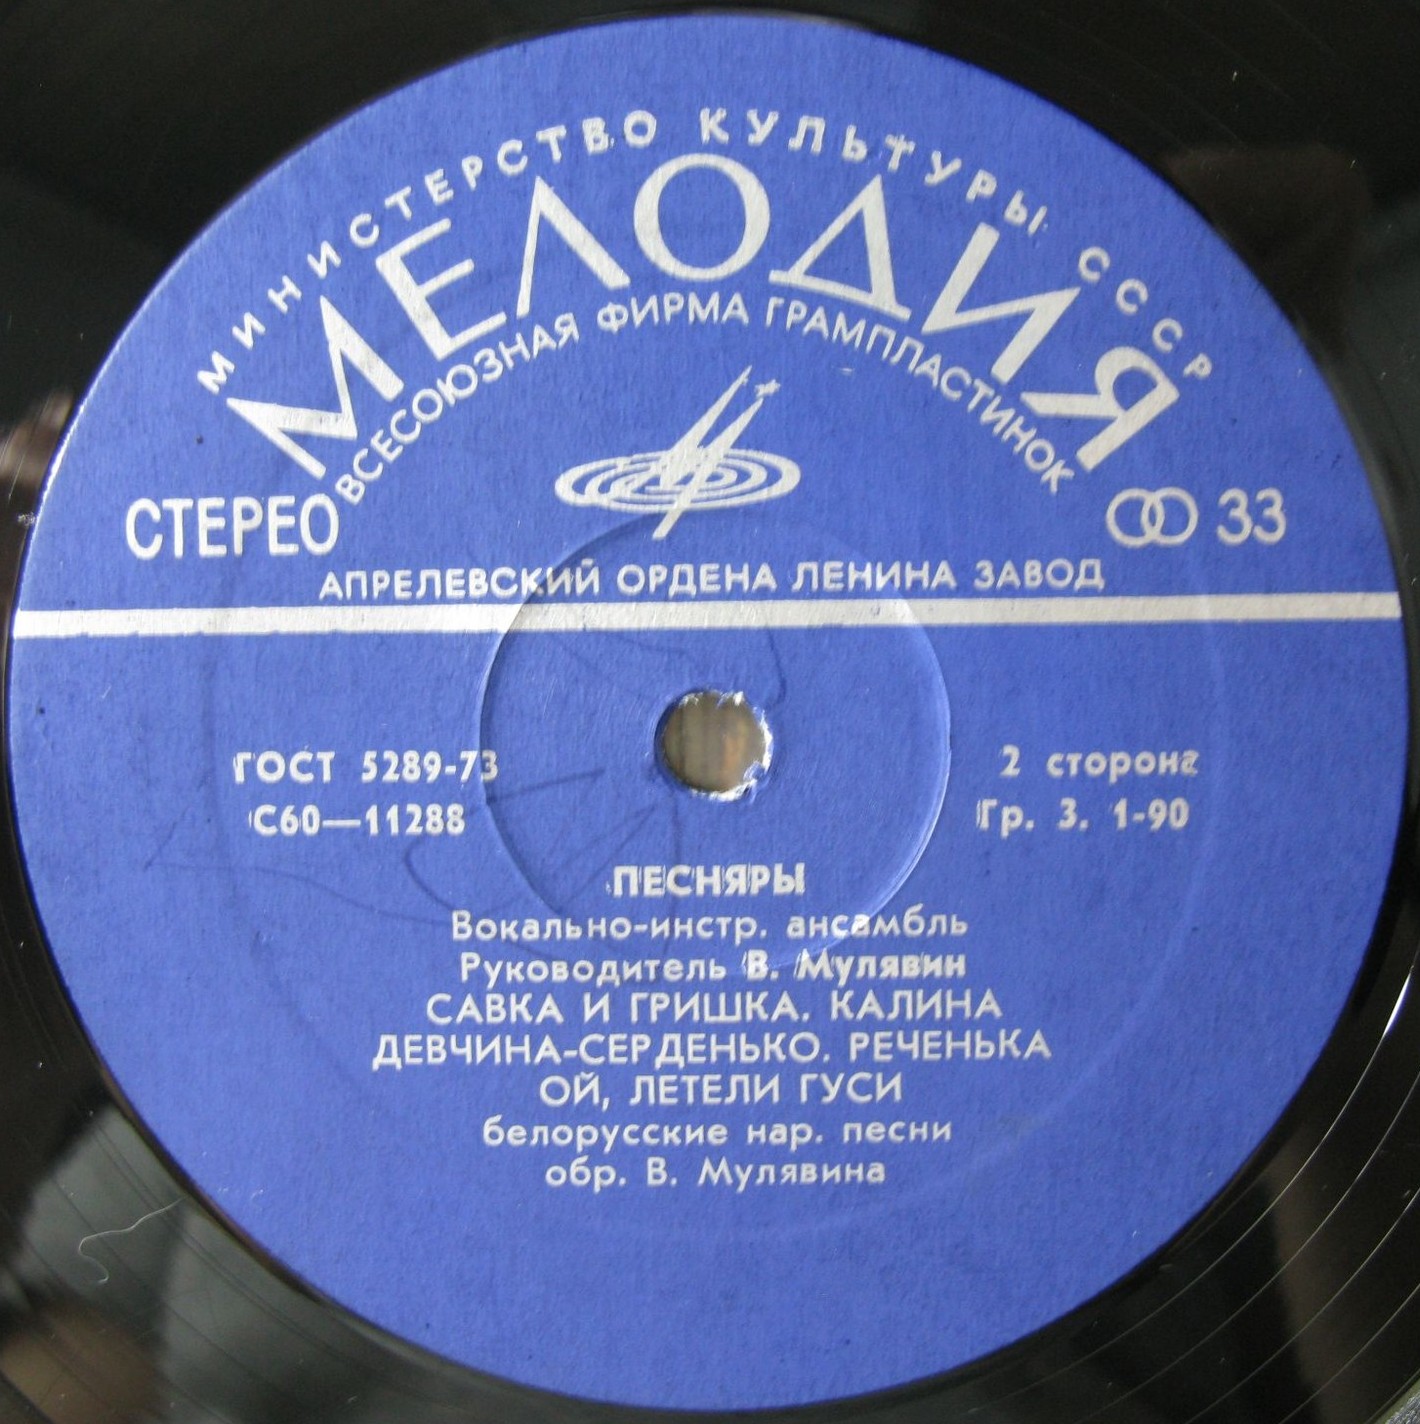 МИНИСТЕРСТВО КУЛЬТУРЫ СССР
МЕЛОДИЯ
ВСЕСОЮЗНАЯ ФИРМА ГРАМПЛАСТИНОК
СТЕРЕО
33
АПРЕЛЕВСКИЙ ОРДЕНА ЛЕНИНА ЗАВОД
ГОСТ 5289-73
2 сторона
С60—11288
Гр. 3. 1-90
ПЕСНЯРЫ
Вокально-инстр. ансамбль
Руководитель В. Мулявин
САВКА И ГРИШКА. КАЛИНА
ДЕВЧИНА-СЕРДЕНЬКО. РЕЧЕНЬКА
ОЙ, ЛЕТЕЛИ ГУСИ
белорусские нар. песни
обр. В. Мулявина